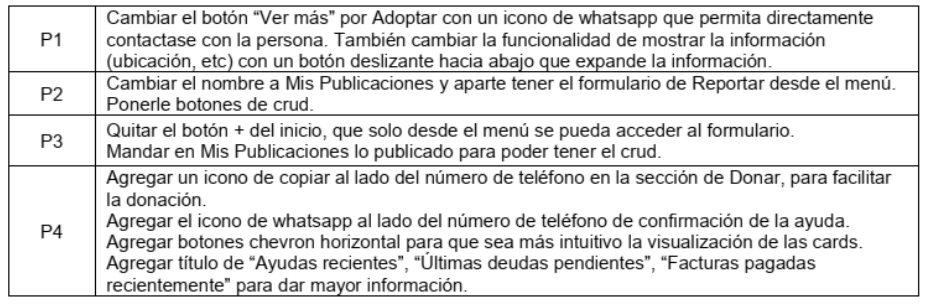 P1
Cambiar el botón “Ver más” por Adoptar con un icono de whatsapp que permita directamente
contactase con la persona. También cambiar la funcionalidad de mostrar la información
(ubicación, etc) con un botón deslizante hacia abajo que expande la información.
P2
Cambiar el nombre a Mis Publicaciones y aparte tener el formulario de Reportar desde el menú.
Ponerle botones de crud.
P3
Quitar el botón + del inicio, que solo desde el menú se pueda acceder al formulario.
Mandar en Mis Publicaciones lo publicado para poder tener el crud.
P4
Agregar un icono de copiar al lado del número de teléfono en la sección de Donar, para facilitar
la donación.
Agregar el icono de whatsapp al lado del número de teléfono de confirmación de la ayuda.
Agregar botones chevron horizontal para que sea más intuitivo la visualización de las cards.
Agregar título de “Ayudas recientes”, “Últimas deudas pendientes”, “Facturas pagadas
recientemente” para dar mayor información.